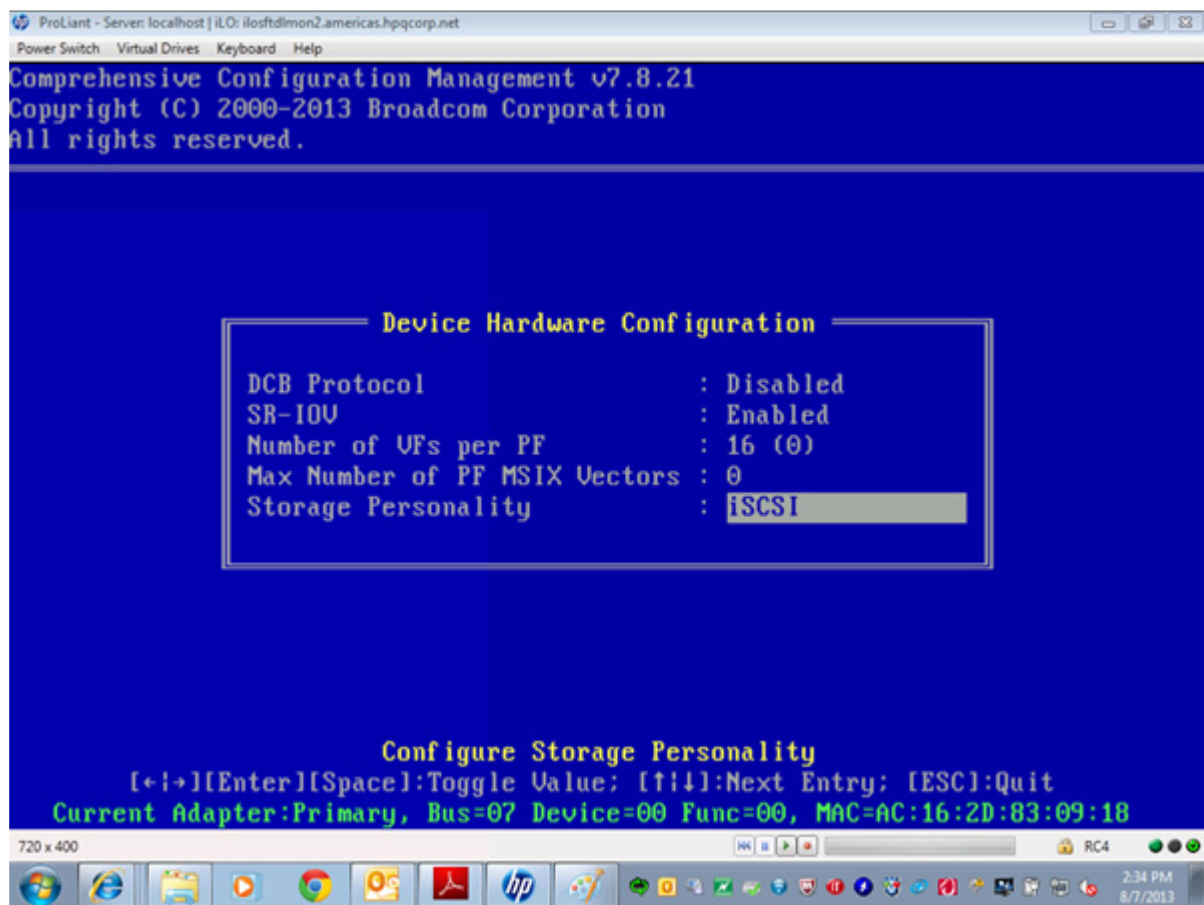 ProLiant - Server: localhost | iLO: ilosftdlmon2.americas.hpqcorp.net
Power Switch Virtual Drives Keyboard Help
Comprehensive Configuration Management v7.8.21
Copyright (C) 2000-2013 Broadcom Corporation
All rights reserved.
Device Hardware Configuration
DCB Protocol : Disabled
SR-IOV : Enabled
Number of VFs per PF : 16 (0)
Max Number of PF MSIX Vectors : 0
Storage Personality : iSCSI
Configure Storage Personality
[←|→][Enter][Space]:Toggle Value; [↑|↓]:Next Entry; [ESC]:Quit
Current Adapter:Primary, Bus=07 Device=00 Func=00, MAC=AC:16:2D:83:09:18
720 x 400 RC4
hp
2:34 PM
8/7/2013